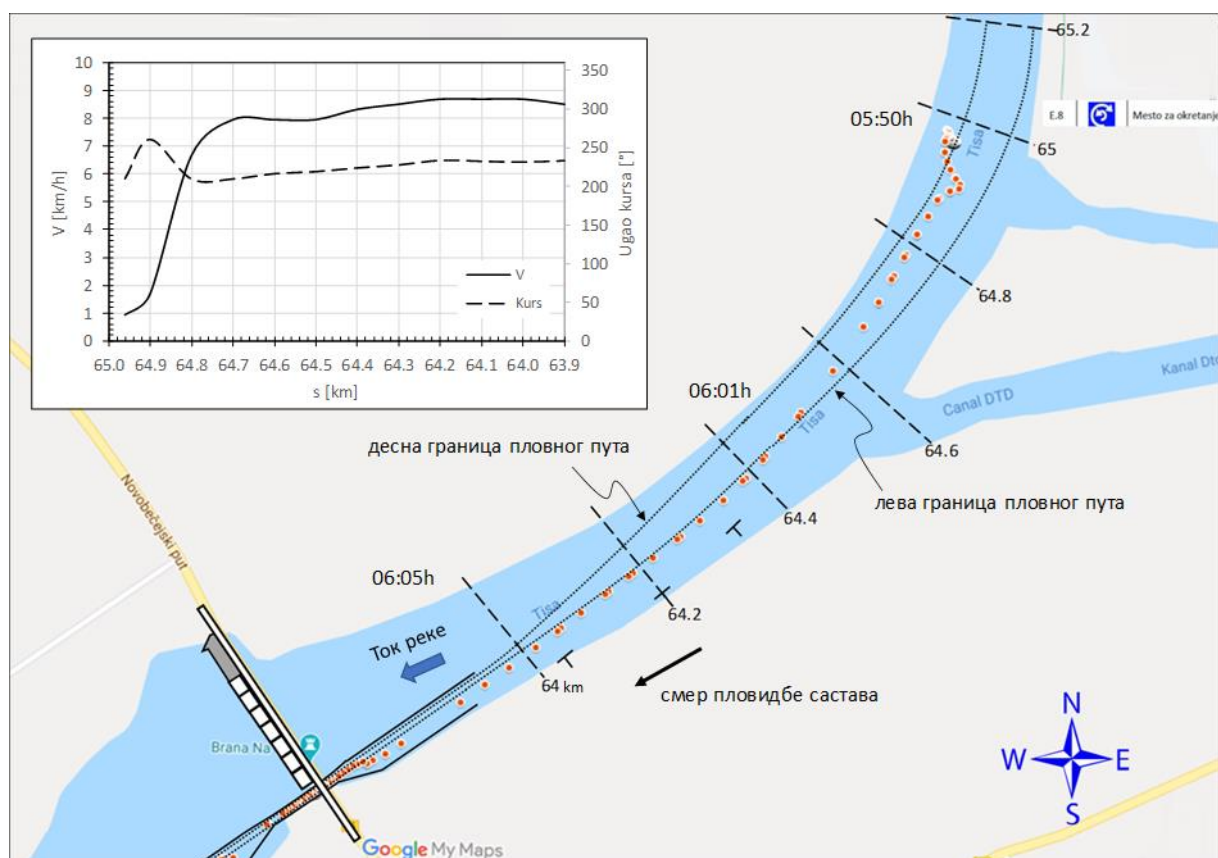 10
9
8
7
6
5
4
3
2
1
0
V [km/h]
350
300
250
200
150
100
50
0
Ugao kursa [°]
V
Kurs
65.0 64.9 64.8 64.7 64.6 64.5 64.4 64.3 64.2 64.1 64.0 63.9
s [km]
65.2
05:50h
E.8 Mesto za okretanje
Tisa
65
64.8
Kanal Dtd
Canal DTD
06:01h
Tisa
64.6
десна граница пловног пута
лева граница пловног пута
64.4
Novobečejski put
06:05h
Tisa
64.2
Ток реке
64 km
смер пловидбе састава
Brana Na
N
W E
S
Google My Maps